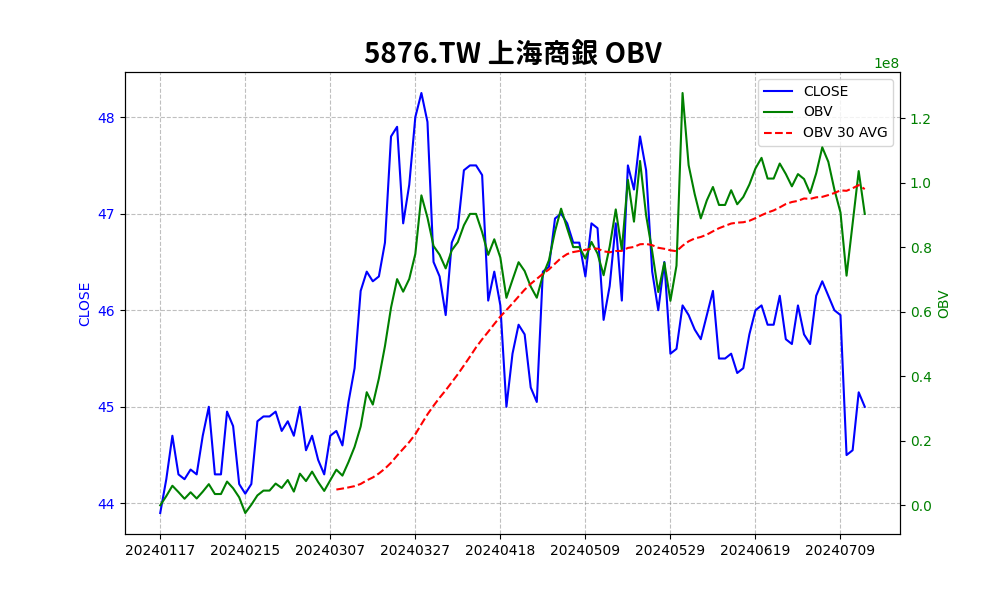 5876.TW 上海商銀 OBV
1e8
CLOSE
OBV
OBV 30 AVG
48
47
46
45
44
CLOSE
1.2
1.0
0.8
0.6
0.4
0.2
0.0
OBV
20240117 20240215 20240307 20240327 20240418 20240509 20240529 20240619 20240709